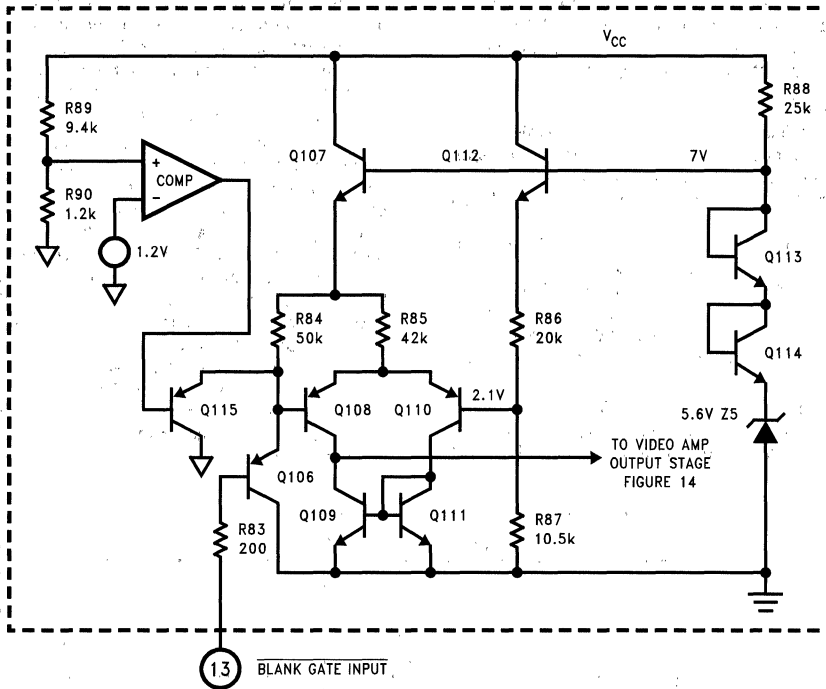 VCC
R89
9.4k
R88
25k
Q107
Q112
7V
+
COMP
−
R90
1.2k
1.2V
Q113
R84
50k
R85
42k
R86
20k
Q114
Q115
Q108
Q110
2.1V
5.6V Z5
TO VIDEO AMP
OUTPUT STAGE
FIGURE 14
Q106
Q109
Q111
R87
10.5k
R83
200
13
BLANK GATE INPUT